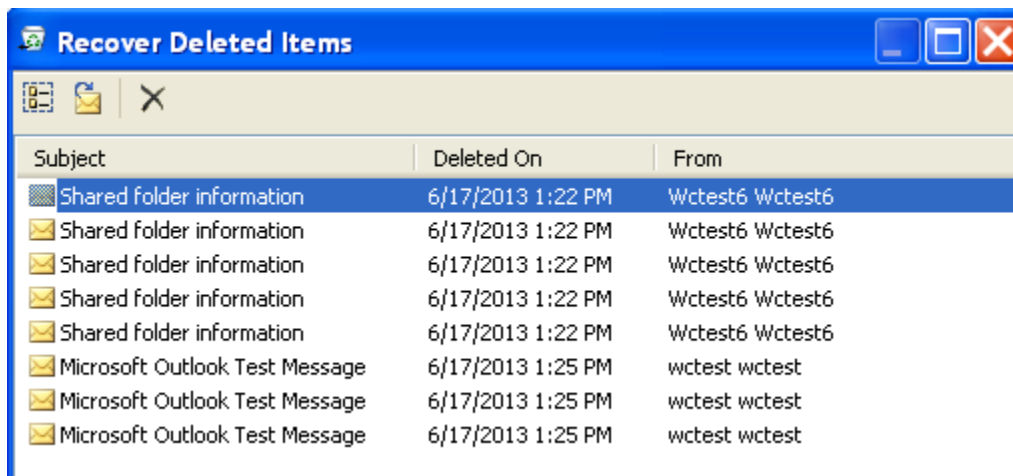 Recover Deleted Items
Subject Deleted On From
Shared folder information 6/17/2013 1:22 PM Wctest6 Wctest6
Shared folder information 6/17/2013 1:22 PM Wctest6 Wctest6
Shared folder information 6/17/2013 1:22 PM Wctest6 Wctest6
Shared folder information 6/17/2013 1:22 PM Wctest6 Wctest6
Shared folder information 6/17/2013 1:22 PM Wctest6 Wctest6
Microsoft Outlook Test Message 6/17/2013 1:25 PM wctest wctest
Microsoft Outlook Test Message 6/17/2013 1:25 PM wctest wctest
Microsoft Outlook Test Message 6/17/2013 1:25 PM wctest wctest